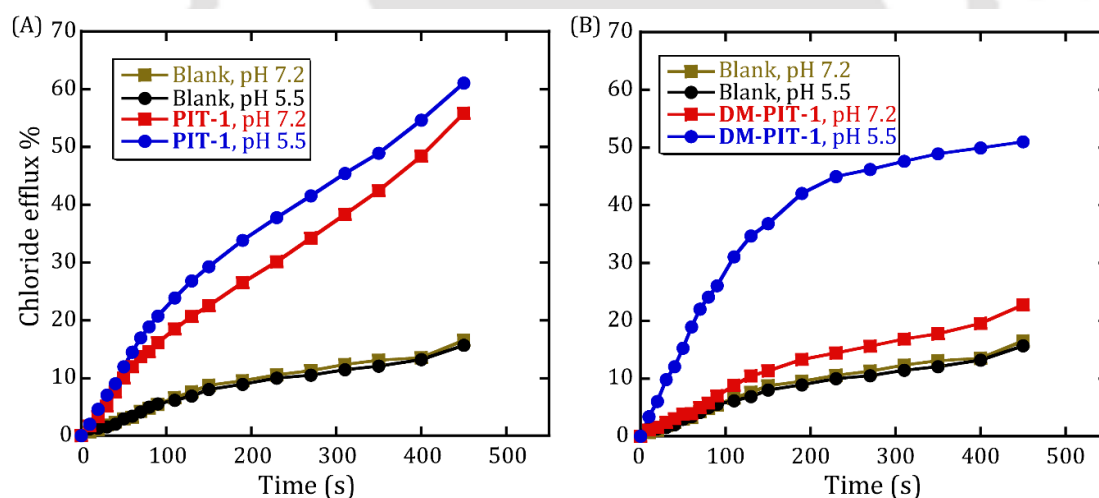 (A)
Chloride efflux %
70
60
50
40
30
20
10
0
Blank, pH 7.2
Blank, pH 5.5
PIT-1, pH 7.2
PIT-1, pH 5.5
0 100 200 300 400 500
Time (s)
(B)
70
60
50
40
30
20
10
0
Blank, pH 7.2
Blank, pH 5.5
DM-PIT-1, pH 7.2
DM-PIT-1, pH 5.5
0 100 200 300 400 500
Time (s)